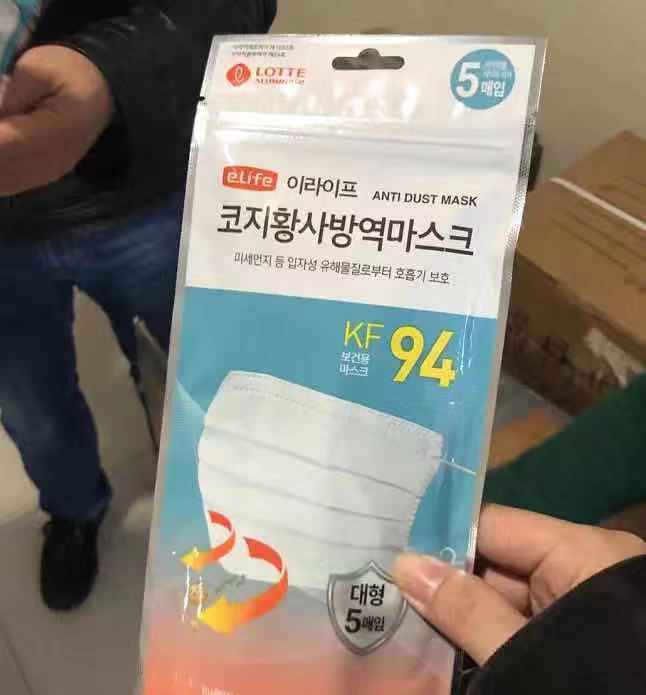 LOTTE
5
매입
e.Life 이라이프 ANTI DUST MASK
코지황사방역마스크
미세먼지 등 입자성 유해물질로부터 호흡기 보호
KF 94
보건용
마스크
대형
5매입